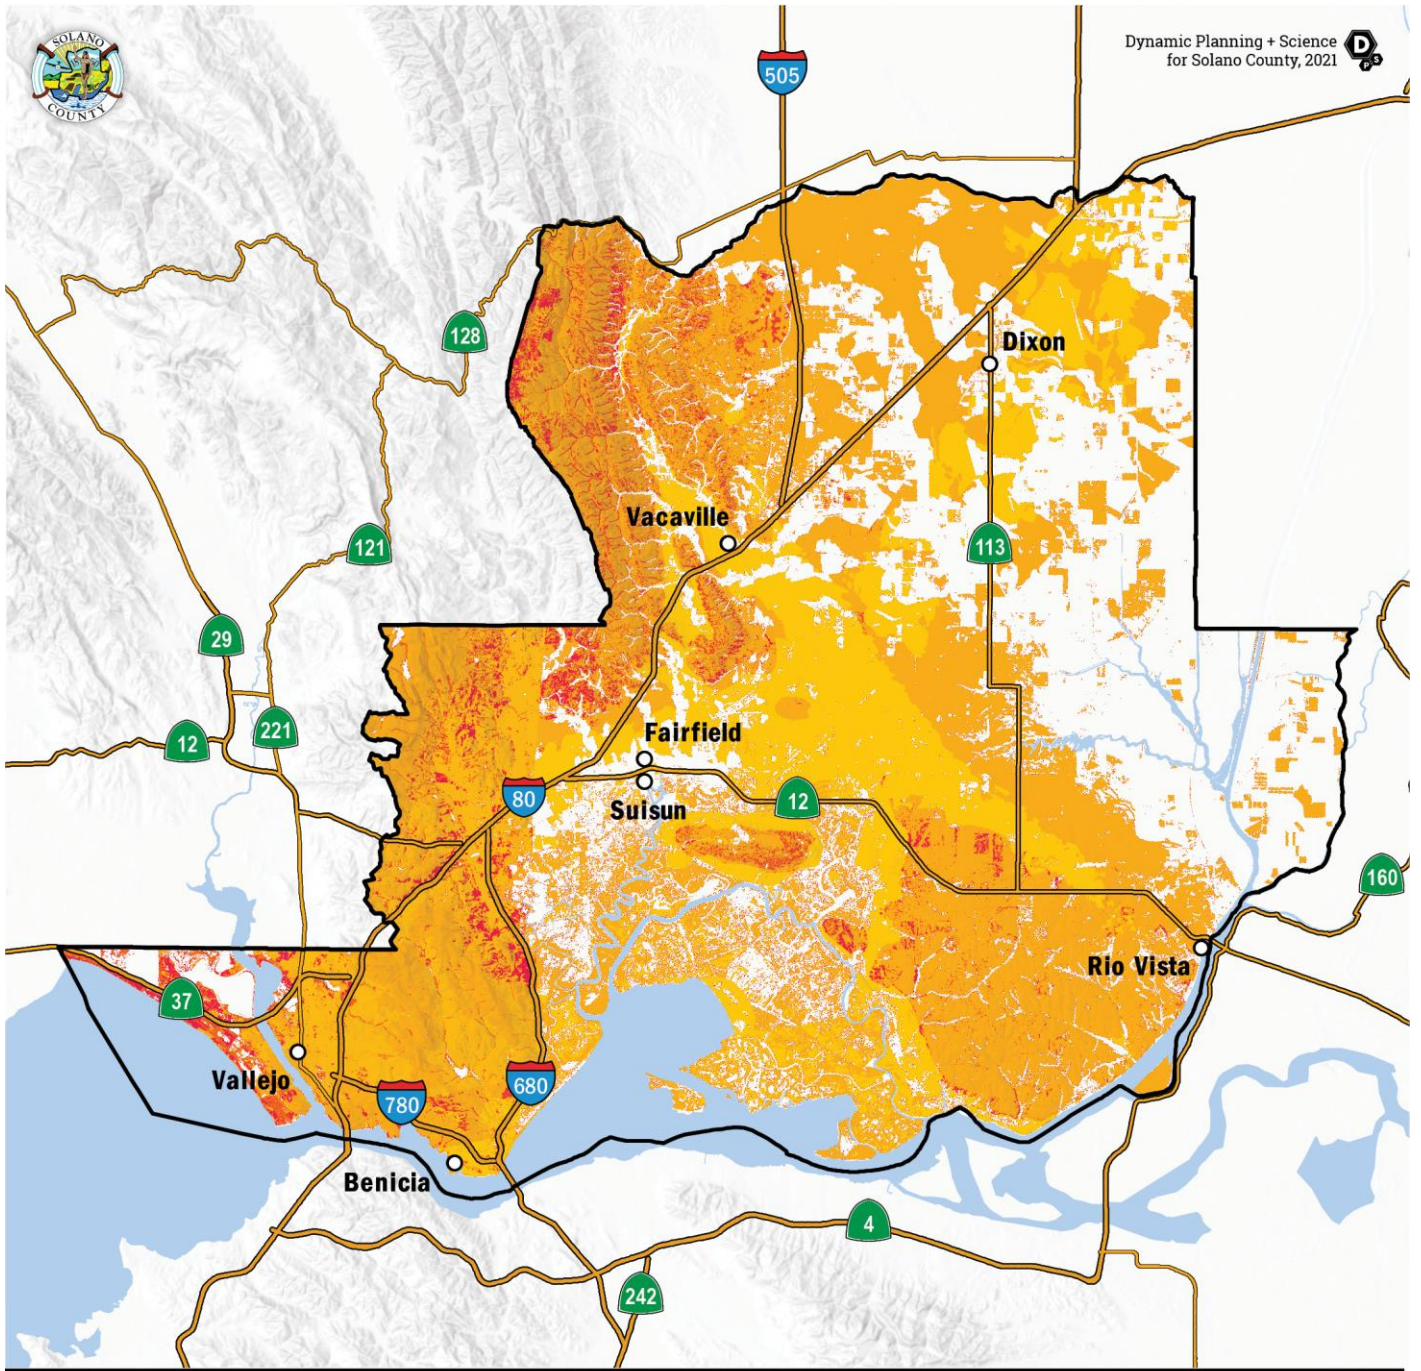 SOLANO
COUNTY
Dynamic Planning + Science
for Solano County, 2021
D
P S
505
128
Dixon
Vacaville
121
113
29
221
12
Fairfield
80
Suisun
12
160
Rio Vista
37
Vallejo
680
780
Benicia
4
242